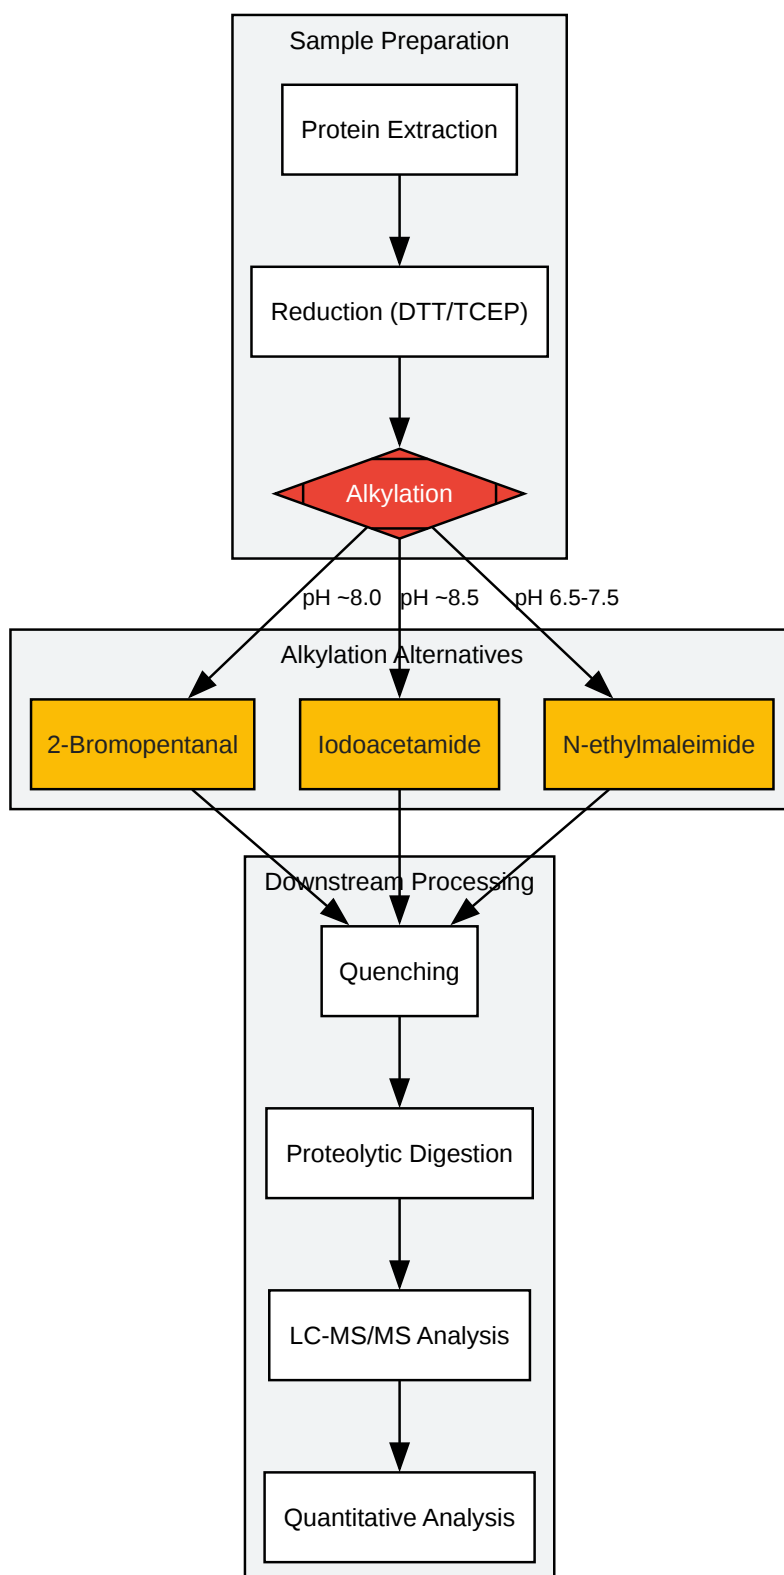 Sample Preparation
Protein Extraction
Reduction (DTT/TCEP)
Alkylation
pH ~8.0
pH ~8.5
pH 6.5-7.5
Alkylation Alternatives
2-Bromopentanal
Iodoacetamide
N-ethylmaleimide
Downstream Processing
Quenching
Proteolytic Digestion
LC-MS/MS Analysis
Quantitative Analysis